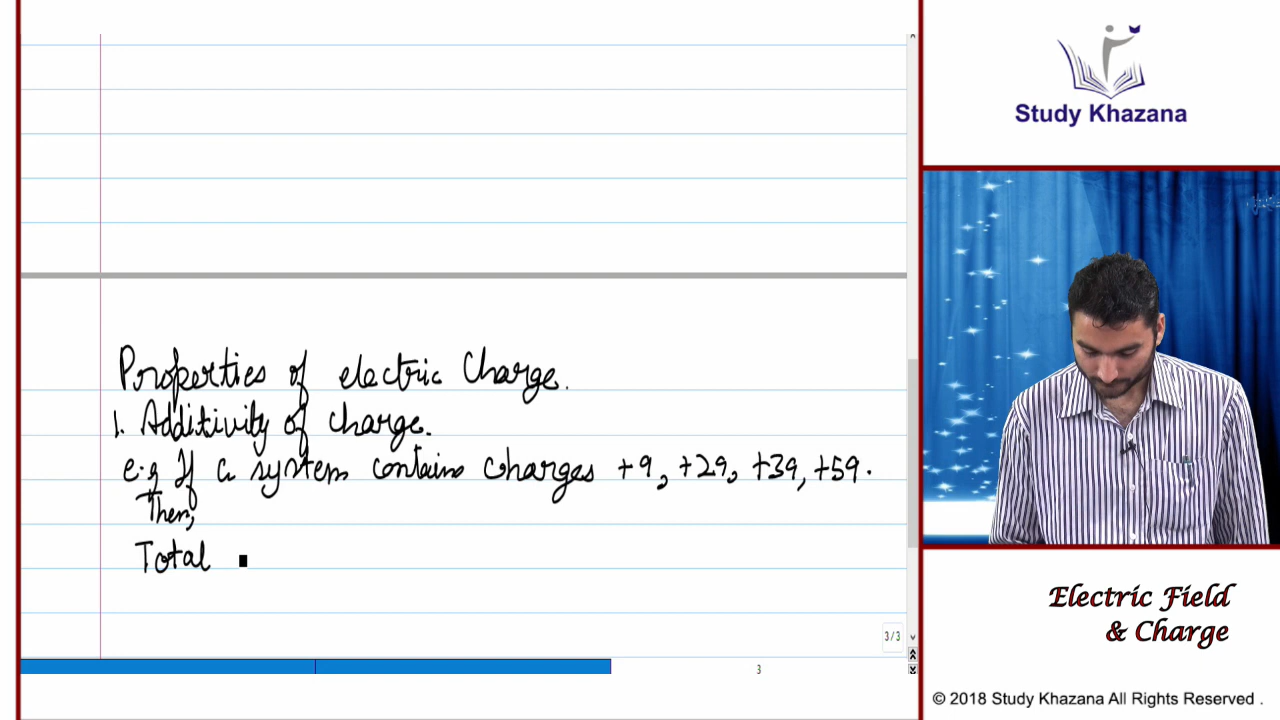 Study Khazana
Properties of electric Charge.
1. Additivity of charge.
e.g If a system contains charges +q, +2q, +3q, +5q.
Then,
Total
3/3
3
Electric Field
& Charge
© 2018 Study Khazana All Rights Reserved .